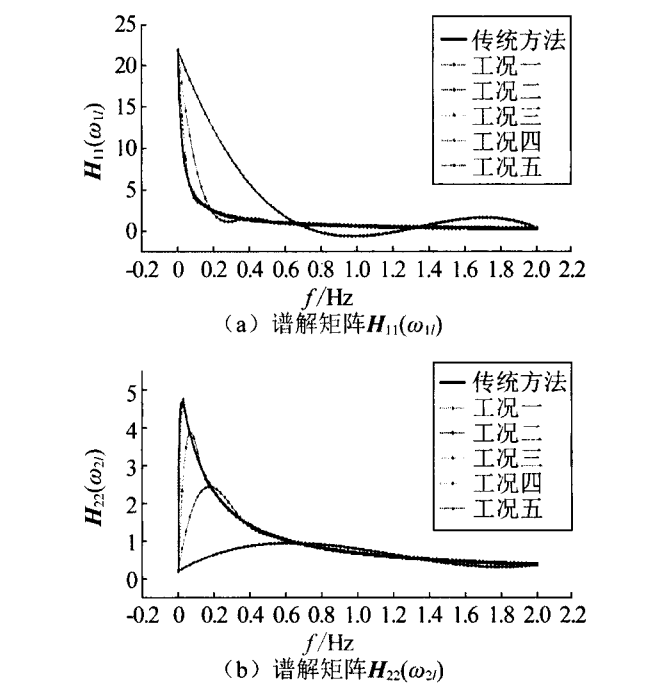 25
20
15
10
5
0
H₁₁(ω₁ₗ)
传统方法
工况一
工况二
工况三
工况四
工况五
-0.2 0 0.2 0.4 0.6 0.8 1.0 1.2 1.4 1.6 1.8 2.0 2.2
f/Hz
（a）谱解矩阵H₁₁(ω₁ₗ)
5
4
3
2
1
0
H₂₂(ω₂ₗ)
传统方法
工况一
工况二
工况三
工况四
工况五
-0.2 0 0.2 0.4 0.6 0.8 1.0 1.2 1.4 1.6 1.8 2.0 2.2
f/Hz
（b）谱解矩阵H₂₂(ω₂ₗ)